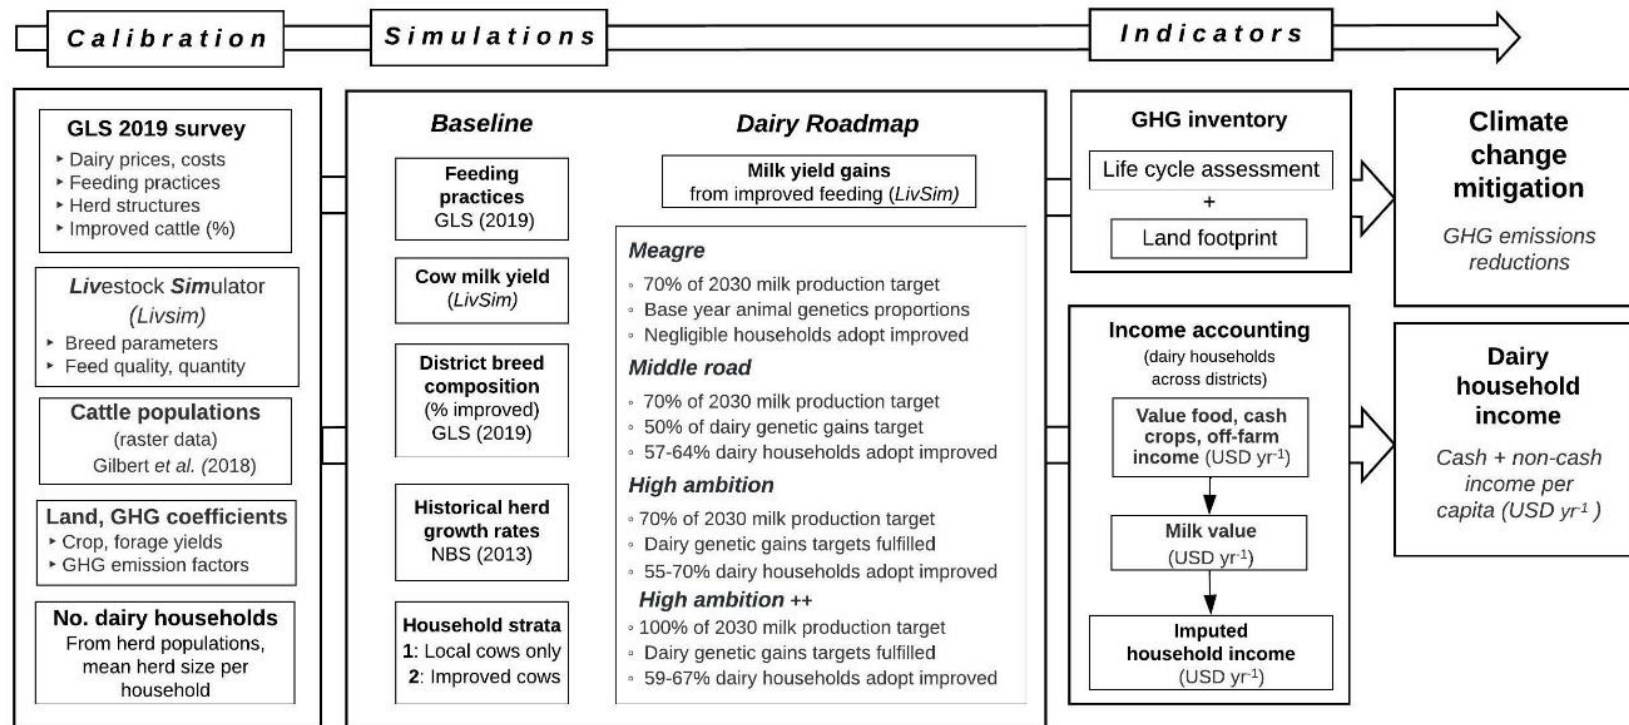 Calibration
Simulations
Indicators
GLS 2019 survey
‣ Dairy prices, costs
‣ Feeding practices
‣ Herd structures
‣ Improved cattle (%)
Livestock Simulator
(Livsim)
‣ Breed parameters
‣ Feed quality, quantity
Cattle populations
(raster data)
Gilbert et al. (2018)
Land, GHG coefficients
‣ Crop, forage yields
‣ GHG emission factors
No. dairy households
From herd populations,
mean herd size per
household
Baseline
Feeding
practices
GLS (2019)
Cow milk yield
(LivSim)
District breed
composition
(% improved)
GLS (2019)
Historical herd
growth rates
NBS (2013)
Household strata
1: Local cows only
2: Improved cows
Dairy Roadmap
Milk yield gains
from improved feeding (LivSim)
Meagre
◦ 70% of 2030 milk production target
◦ Base year animal genetics proportions
◦ Negligible households adopt improved
Middle road
◦ 70% of 2030 milk production target
◦ 50% of dairy genetic gains target
◦ 57-64% dairy households adopt improved
High ambition
◦ 70% of 2030 milk production target
◦ Dairy genetic gains targets fulfilled
◦ 55-70% dairy households adopt improved
High ambition ++
◦ 100% of 2030 milk production target
◦ Dairy genetic gains targets fulfilled
◦ 59-67% dairy households adopt improved
GHG inventory
Life cycle assessment
+
Land footprint
Income accounting
(dairy households
across districts)
Value food, cash
crops, off-farm
income (USD yr⁻¹)
Milk value
(USD yr⁻¹)
Imputed
household income
(USD yr⁻¹)
Climate
change
mitigation
GHG emissions
reductions
Dairy
household
income
Cash + non-cash
income per
capita (USD yr⁻¹ )